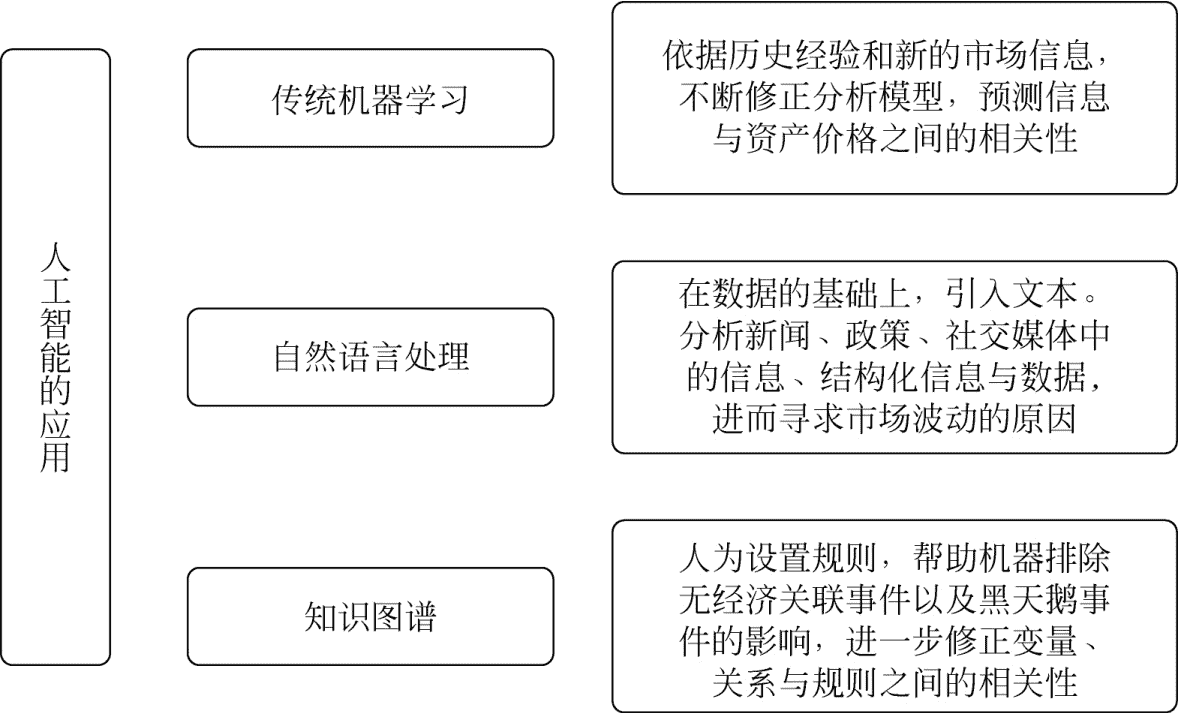 人工智能的应用
传统机器学习
依据历史经验和新的市场信息，
不断修正分析模型，预测信息
与资产价格之间的相关性
自然语言处理
在数据的基础上，引入文本。
分析新闻、政策、社交媒体中
的信息、结构化信息与数据，
进而寻求市场波动的原因
知识图谱
人为设置规则，帮助机器排除
无经济关联事件以及黑天鹅事
件的影响，进一步修正变量、
关系与规则之间的相关性